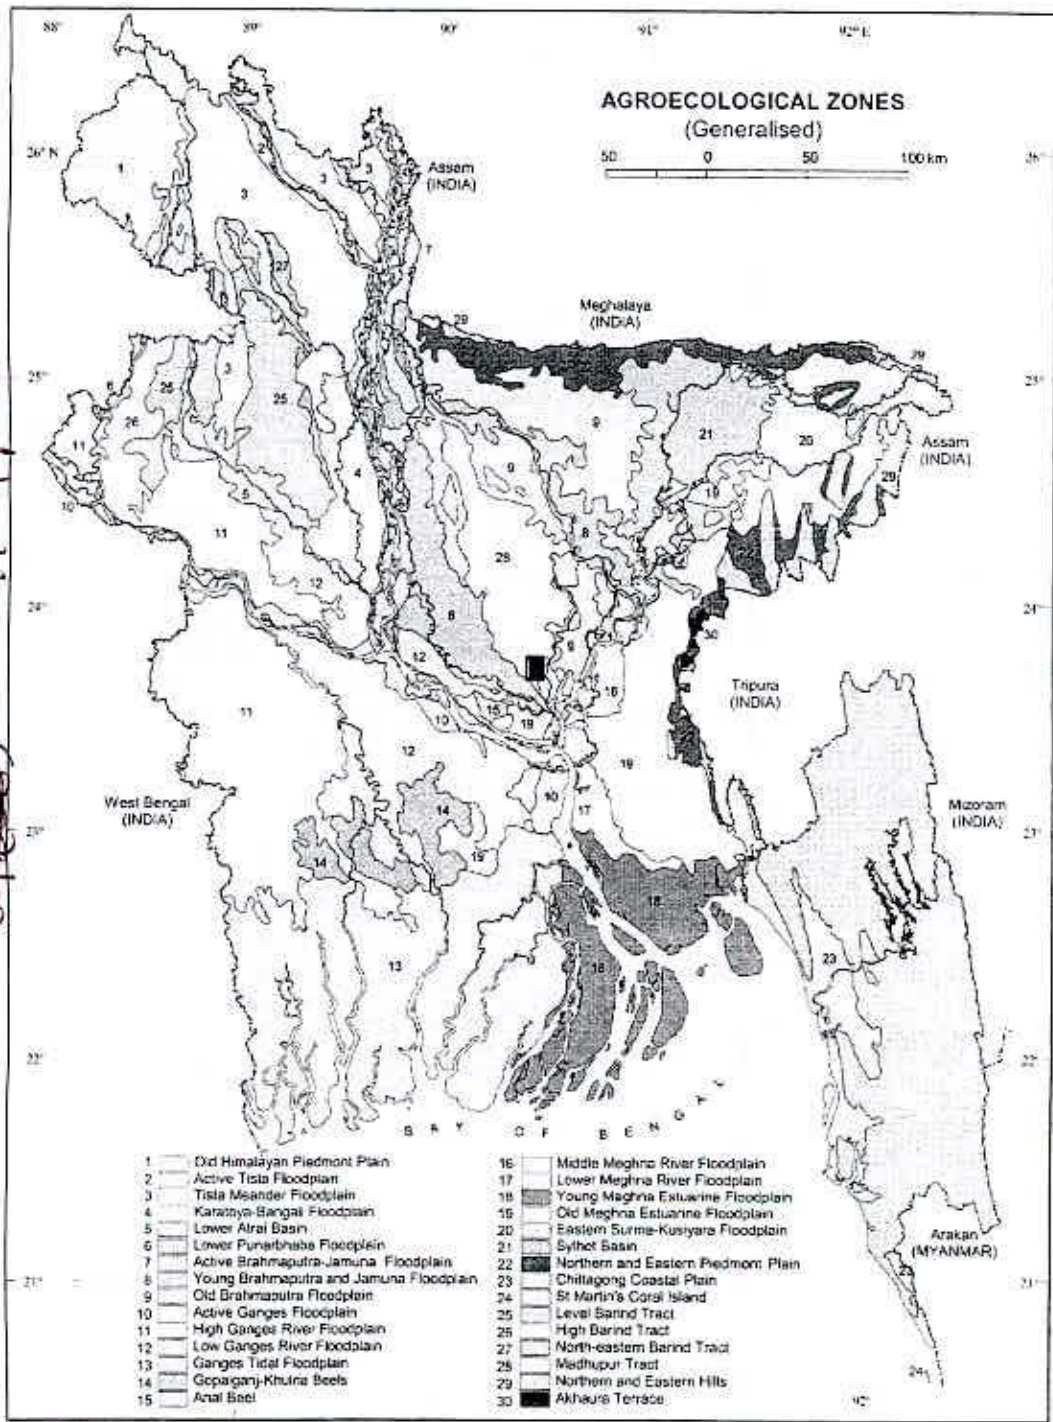 88° 89° 90° 91° 92° E
AGROECOLOGICAL ZONES
(Generalised)
50 0 50 100 km
26° N
Assam
(INDIA)
Meghalaya
(INDIA)
25°
Assam
(INDIA)
24° 24°
Tripura
(INDIA)
West Bengal
(INDIA)
Mizoram
(INDIA)
23° 23°
22° 22°
BAY OF BENGAL
Arakan
(MYANMAR)
21° 21°
92°
1 Old Himalayan Piedmont Plain
2 Active Tista Floodplain
3 Tista Meander Floodplain
4 Karatoya-Bangali Floodplain
5 Lower Atrai Basin
6 Lower Punarbhaba Floodplain
7 Active Brahmaputra-Jamuna Floodplain
8 Young Brahmaputra and Jamuna Floodplain
9 Old Brahmaputra Floodplain
10 Active Ganges Floodplain
11 High Ganges River Floodplain
12 Low Ganges River Floodplain
13 Ganges Tidal Floodplain
14 Gopalganj-Khulna Beels
15 Arial Beel
16 Middle Meghna River Floodplain
17 Lower Meghna River Floodplain
18 Young Meghna Estuarine Floodplain
19 Old Meghna Estuarine Floodplain
20 Eastern Surma-Kusiyara Floodplain
21 Sylhet Basin
22 Northern and Eastern Piedmont Plain
23 Chittagong Coastal Plain
24 St Martin's Coral Island
25 Level Barind Tract
26 High Barind Tract
27 North-eastern Barind Tract
28 Madhupur Tract
29 Northern and Eastern Hills
30 Akhaura Terrace